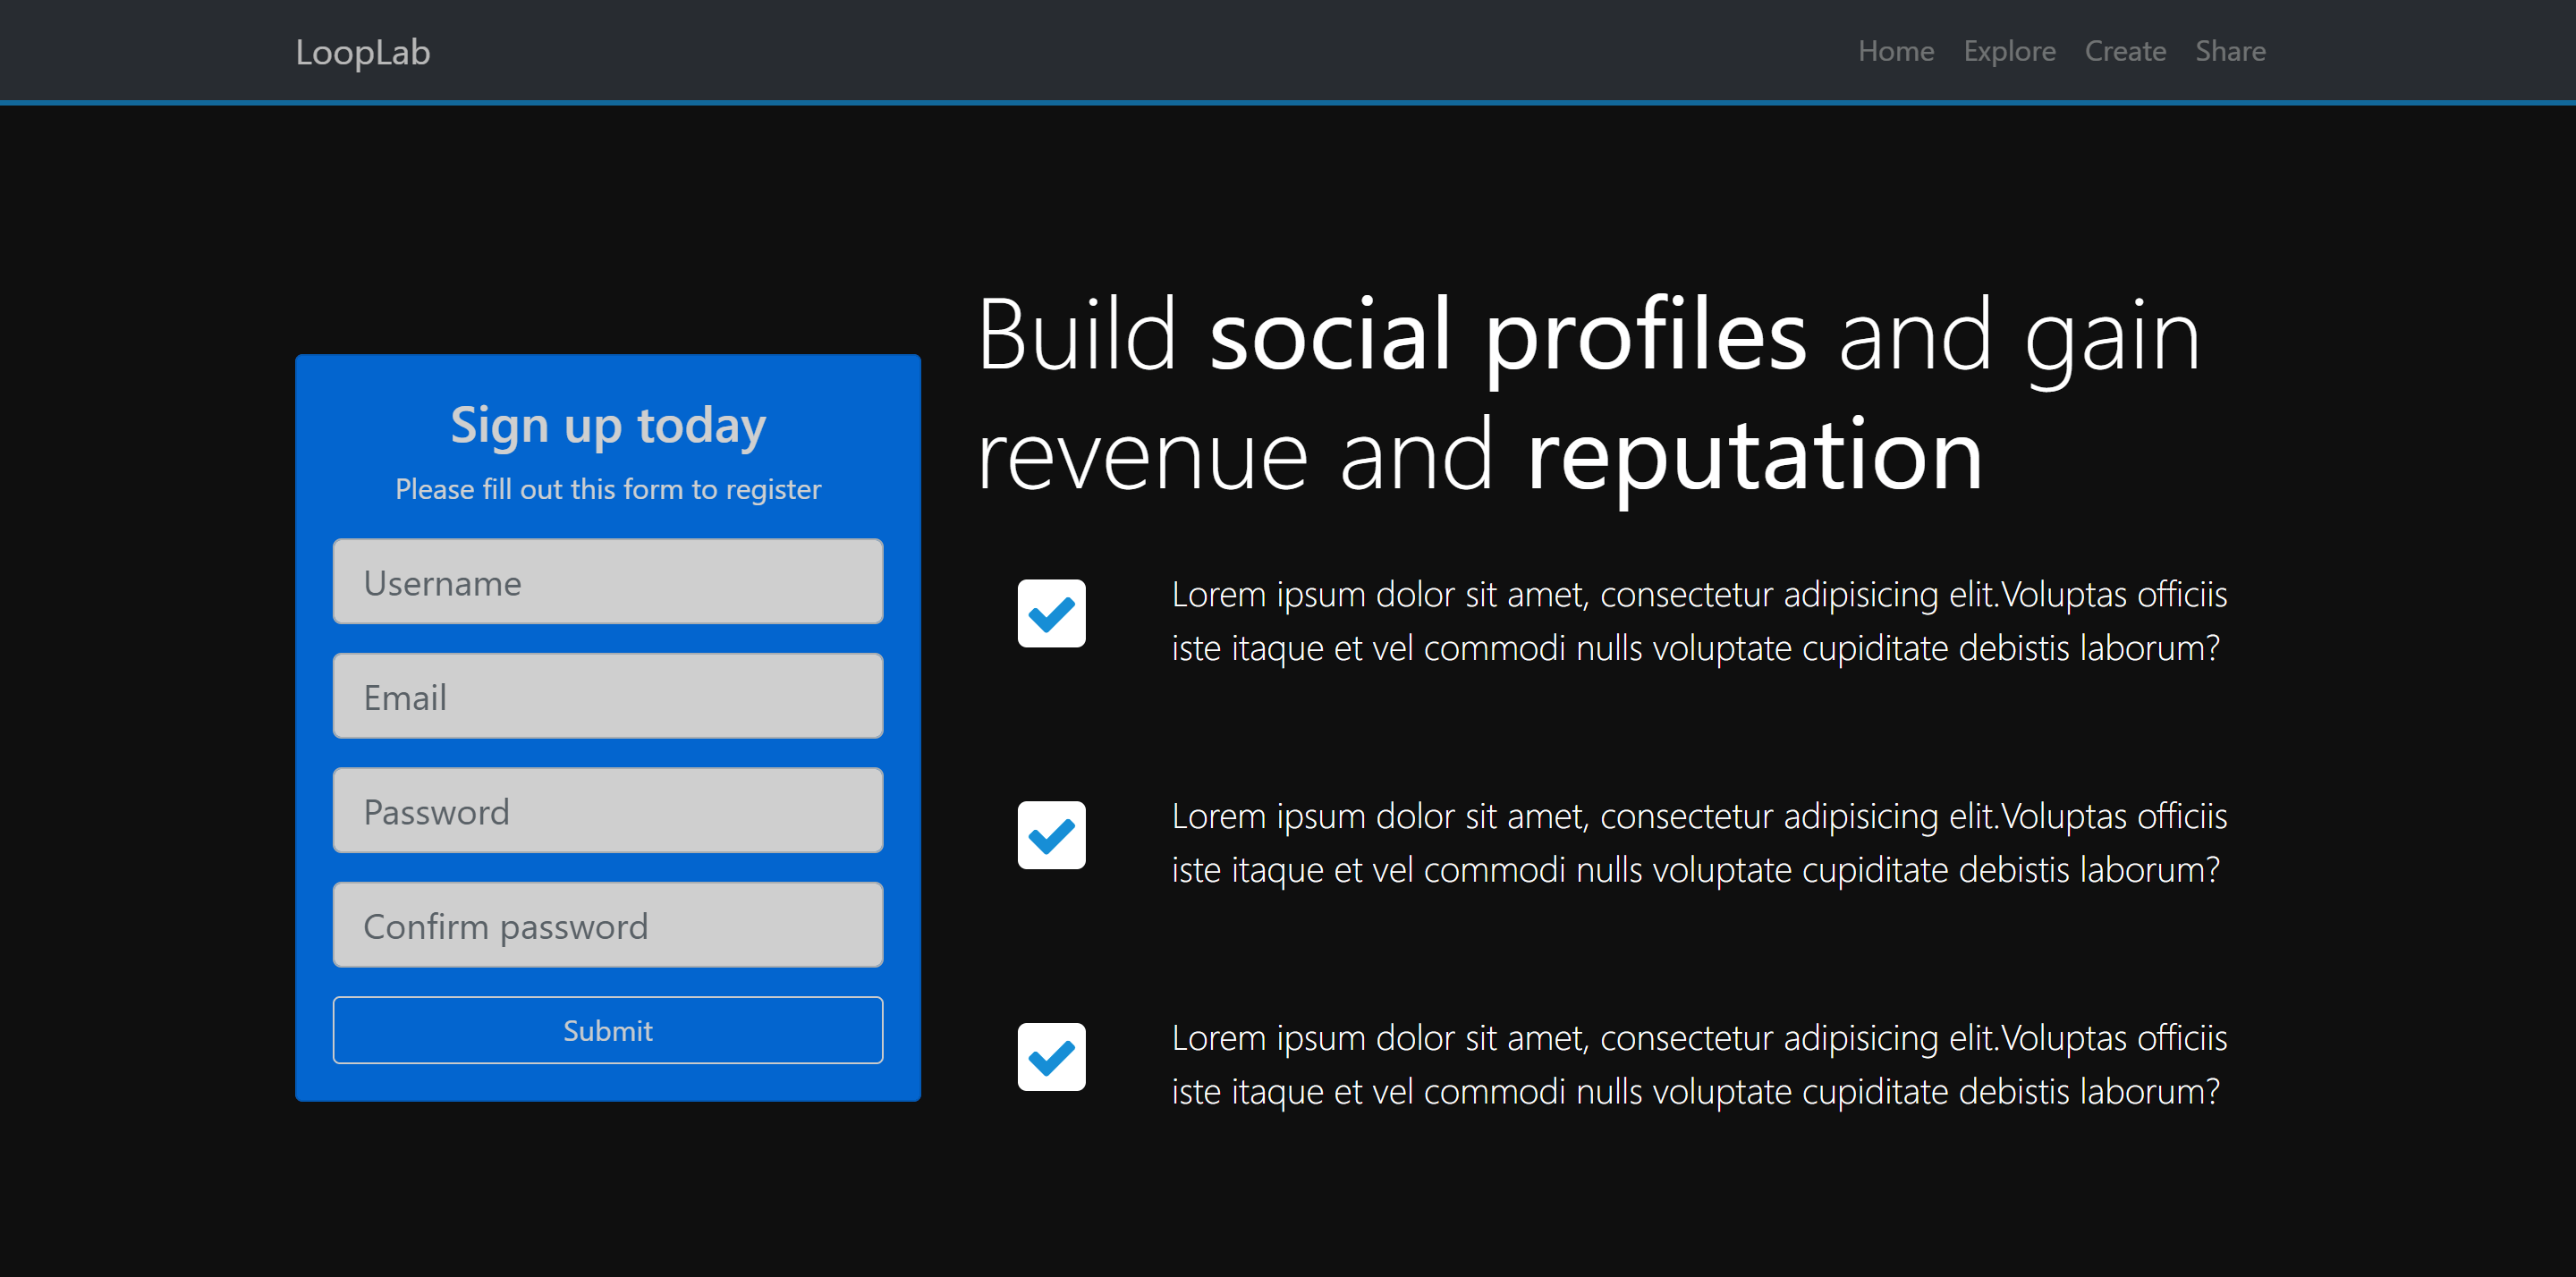 LoopLab
Home Explore Create Share
Sign up today
Please fill out this form to register
Username
Email
Password
Confirm password
Submit
Build social profiles and gain
revenue and reputation
Lorem ipsum dolor sit amet, consectetur adipisicing elit.Voluptas officiis
iste itaque et vel commodi nulls voluptate cupiditate debistis laborum?
Lorem ipsum dolor sit amet, consectetur adipisicing elit.Voluptas officiis
iste itaque et vel commodi nulls voluptate cupiditate debistis laborum?
Lorem ipsum dolor sit amet, consectetur adipisicing elit.Voluptas officiis
iste itaque et vel commodi nulls voluptate cupiditate debistis laborum?